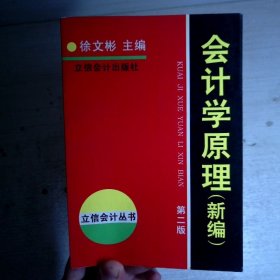 徐文彬 主编
立信会计出版社
会计学原理(新编)
KUAI JI XUE YUAN LI XIN BIAN
第二版
立信会计丛书